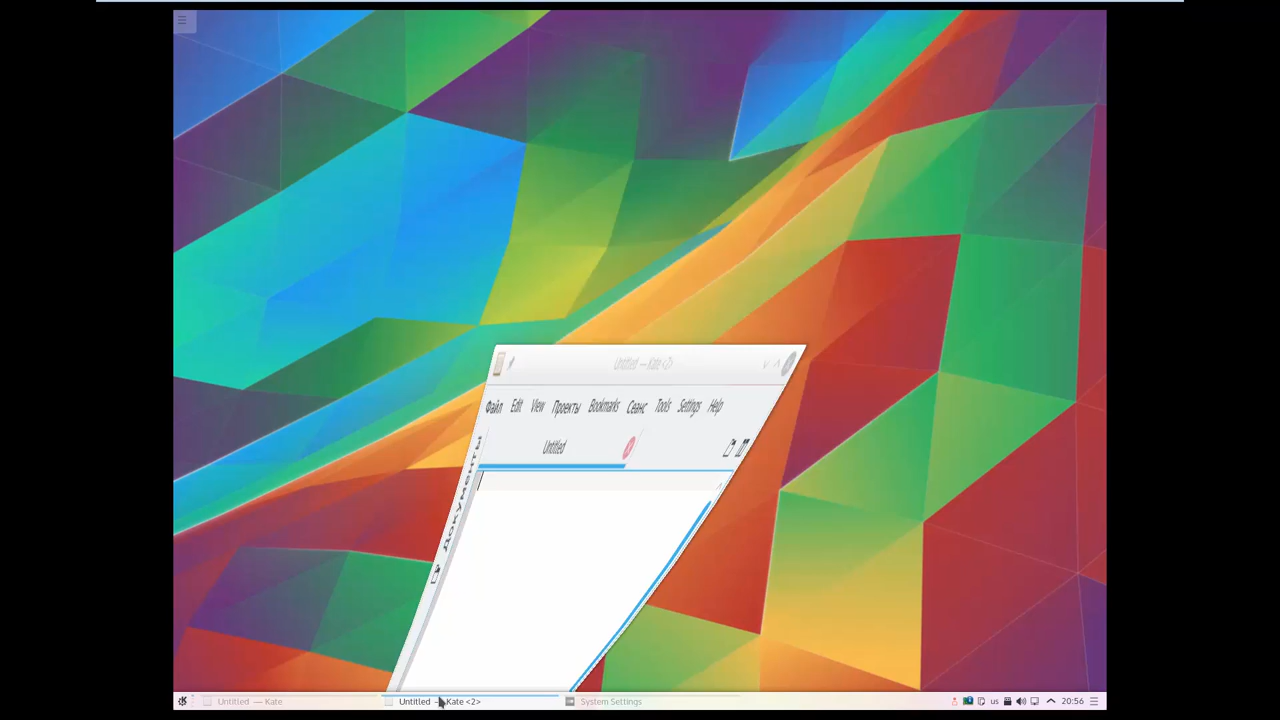 Untitled — Kate <2>
Файл Edit View Проекты Bookmarks Сеанс Tools Settings Help
Untitled
Документы
Untitled — Kate
Untitled — Kate <2>
System Settings
us
20:56